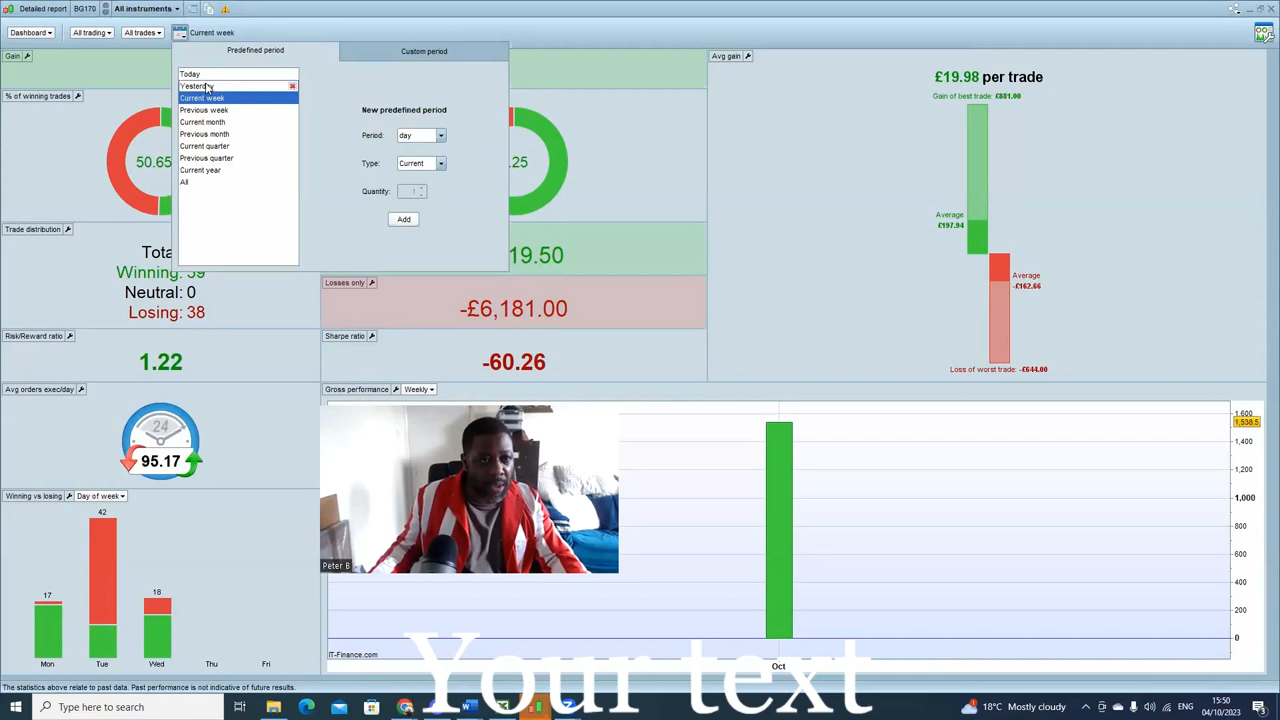 Detailed report BG170 All instruments
Dashboard All trading All trades Current week
Predefined period Custom period
Gain
Today
Yesterday
Current week
Previous week
Current month
Previous month
Current quarter
Previous quarter
Current year
All
New predefined period
Period: day
Type: Current
Quantity: 1
Add
Avg gain
£19.98 per trade
Gain of best trade: £881.00
Average
£197.94
Average
-£162.66
Loss of worst trade: -£644.00
% of winning trades
50.65
.25
Trade distribution
Tota
Winning: 39
Neutral: 0
Losing: 38
19.50
Losses only
-£6,181.00
Risk/Reward ratio
1.22
Sharpe ratio
-60.26
Avg orders exec/day
24
95.17
Gross performance Weekly
1,600
1,538.5
1,400
1,200
1,000
800
600
400
200
0
Oct
IT-Finance.com
Winning vs losing Day of week
42
17
18
Mon Tue Wed Thu Fri
Peter B
Your text
The statistics above relate to past data. Past performance is not indicative of future results.
Type here to search
18°C Mostly cloudy
ENG
15:50
04/10/2023